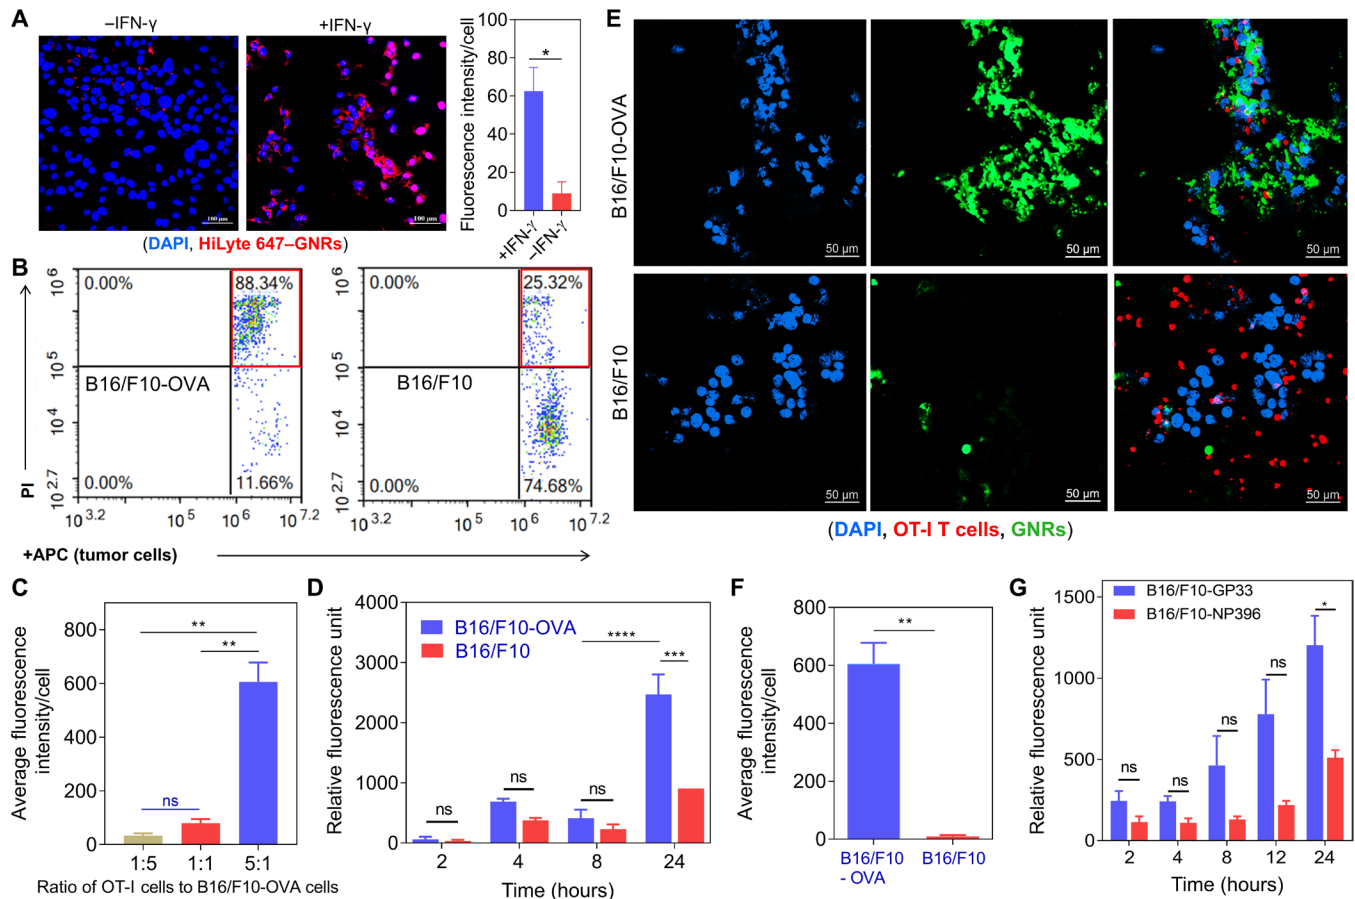 A
–IFN-γ
+IFN-γ
100 μm
100 μm
(DAPI, HiLyte 647–GNRs)
Fluorescence intensity/cell
100
80
60
40
20
0
*
+IFN-γ
–IFN-γ
B
PI
10^6
10^5
10^4
10^2.7
0.00%
88.34%
B16/F10-OVA
0.00%
11.66%
10^3.2
10^5
10^6
10^7.2
10^6
10^5
10^4
10^2.7
0.00%
25.32%
B16/F10
0.00%
74.68%
10^3.2
10^5
10^6
10^7.2
+APC (tumor cells)
C
Average fluorescence
intensity/cell
800
600
400
200
0
**
**
ns
1:5
1:1
5:1
Ratio of OT-I cells to B16/F10-OVA cells
D
Relative fluorescence unit
4000
3000
2000
1000
0
B16/F10-OVA
B16/F10
ns
ns
ns
****
***
2
4
8
24
Time (hours)
E
B16/F10-OVA
50 μm
50 μm
50 μm
B16/F10
50 μm
50 μm
50 μm
(DAPI, OT-I T cells, GNRs)
F
Average fluorescence
intensity/cell
800
600
400
200
0
**
B16/F10
- OVA
B16/F10
G
Relative fluorescence unit
1500
1000
500
0
B16/F10-GP33
B16/F10-NP396
ns
ns
ns
ns
*
2
4
8
12
24
Time (hours)